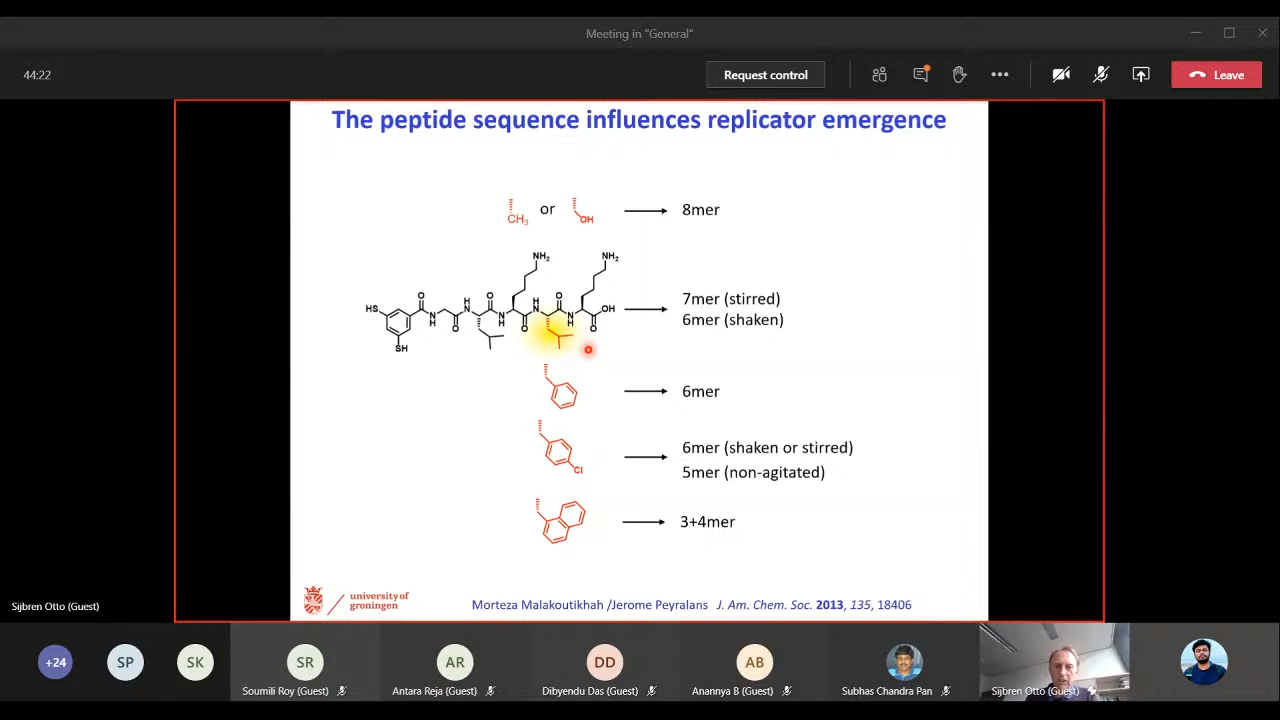 Meeting in "General"
44:22
Request control
Leave
The peptide sequence influences replicator emergence
CH3 or OH 8mer
NH2 NH2
HS O N H O H N O N H O H N O N H O OH
SH
7mer (stirred)
6mer (shaken)
6mer
Cl
6mer (shaken or stirred)
5mer (non-agitated)
3+4mer
university of
groningen
Morteza Malakoutikhah /Jerome Peyralans J. Am. Chem. Soc. 2013, 135, 18406
Sijbren Otto (Guest)
+24 SP SK SR AR DD AB
Soumili Roy (Guest) Antara Reja (Guest) Dibyendu Das (Guest) Anannya B (Guest) Subhas Chandra Pan Sijbren Otto (Guest)